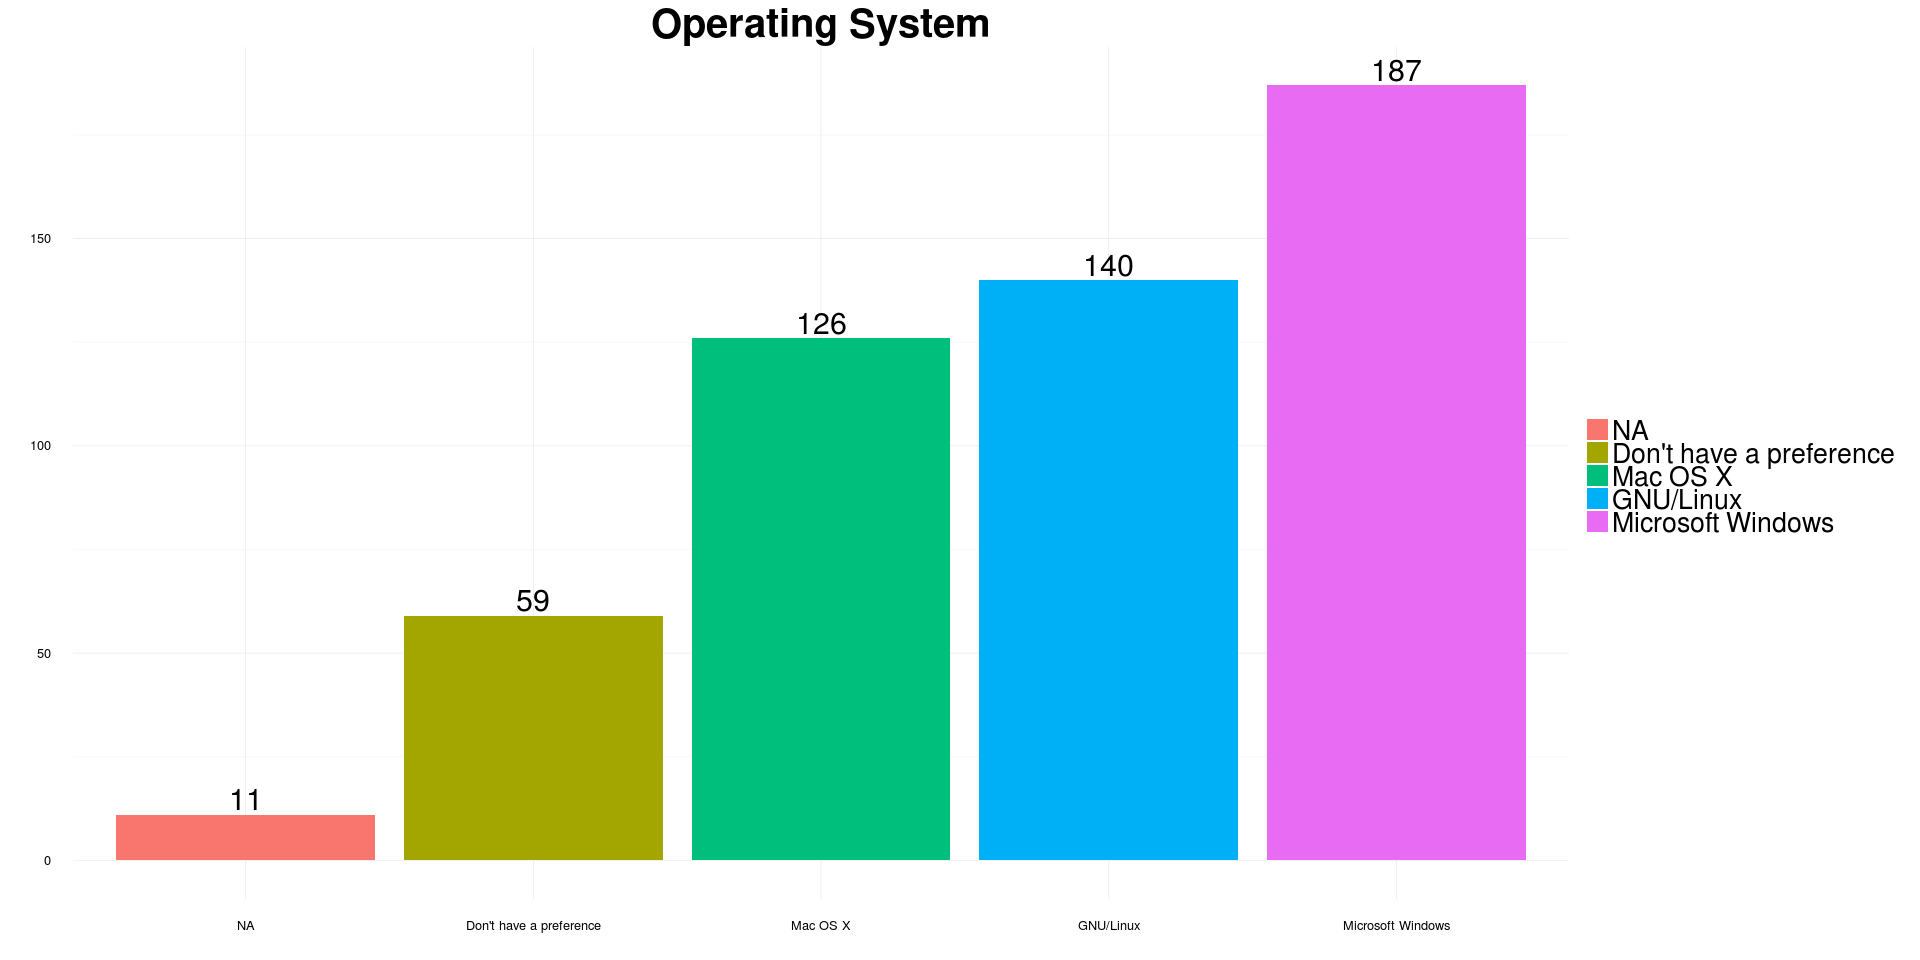 Operating System
187
150
140
126
100
59
50
11
0
NA
Don't have a preference
Mac OS X
GNU/Linux
Microsoft Windows
NA
Don't have a preference
Mac OS X
GNU/Linux
Microsoft Windows